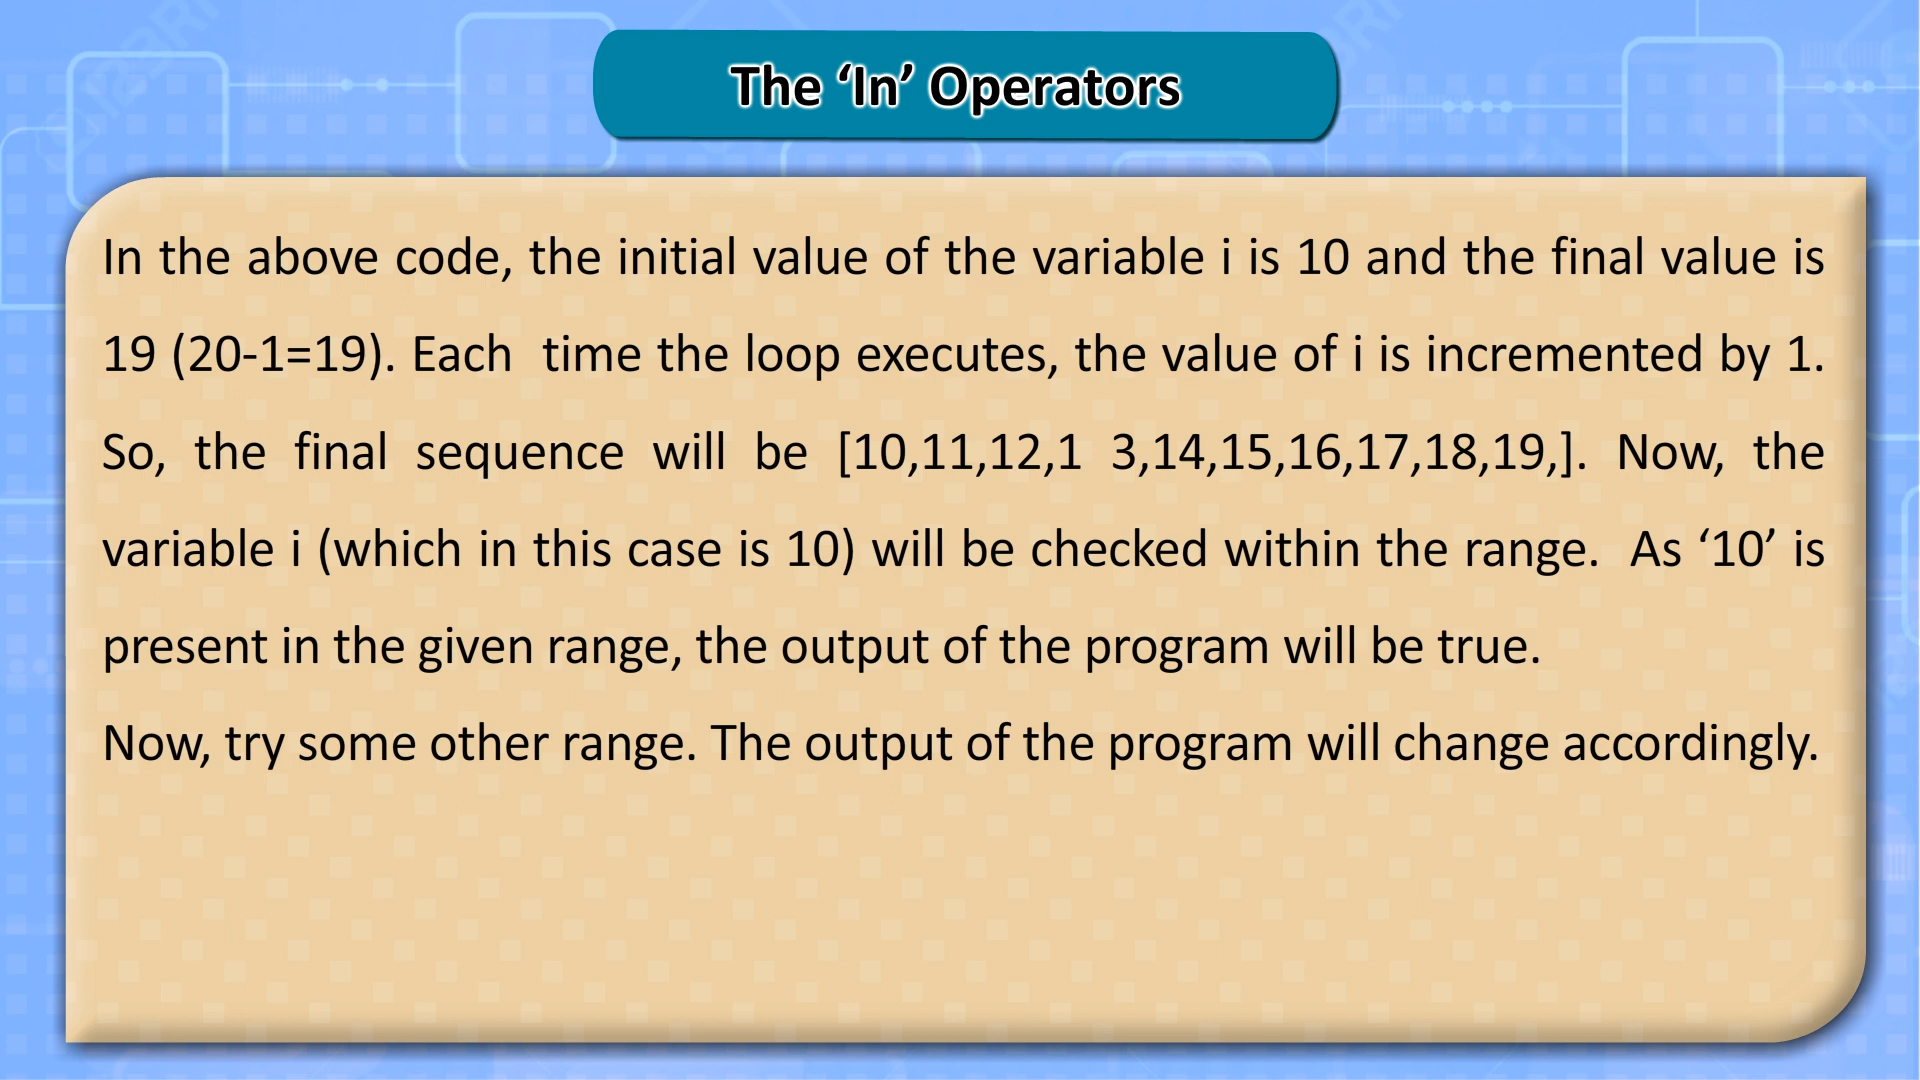 The ‘In’ Operators
In the above code, the initial value of the variable i is 10 and the final value is
19 (20-1=19). Each  time the loop executes, the value of i is incremented by 1.
So, the final sequence will be [10,11,12,1 3,14,15,16,17,18,19,]. Now, the
variable i (which in this case is 10) will be checked within the range.  As ‘10’ is
present in the given range, the output of the program will be true.
Now, try some other range. The output of the program will change accordingly.